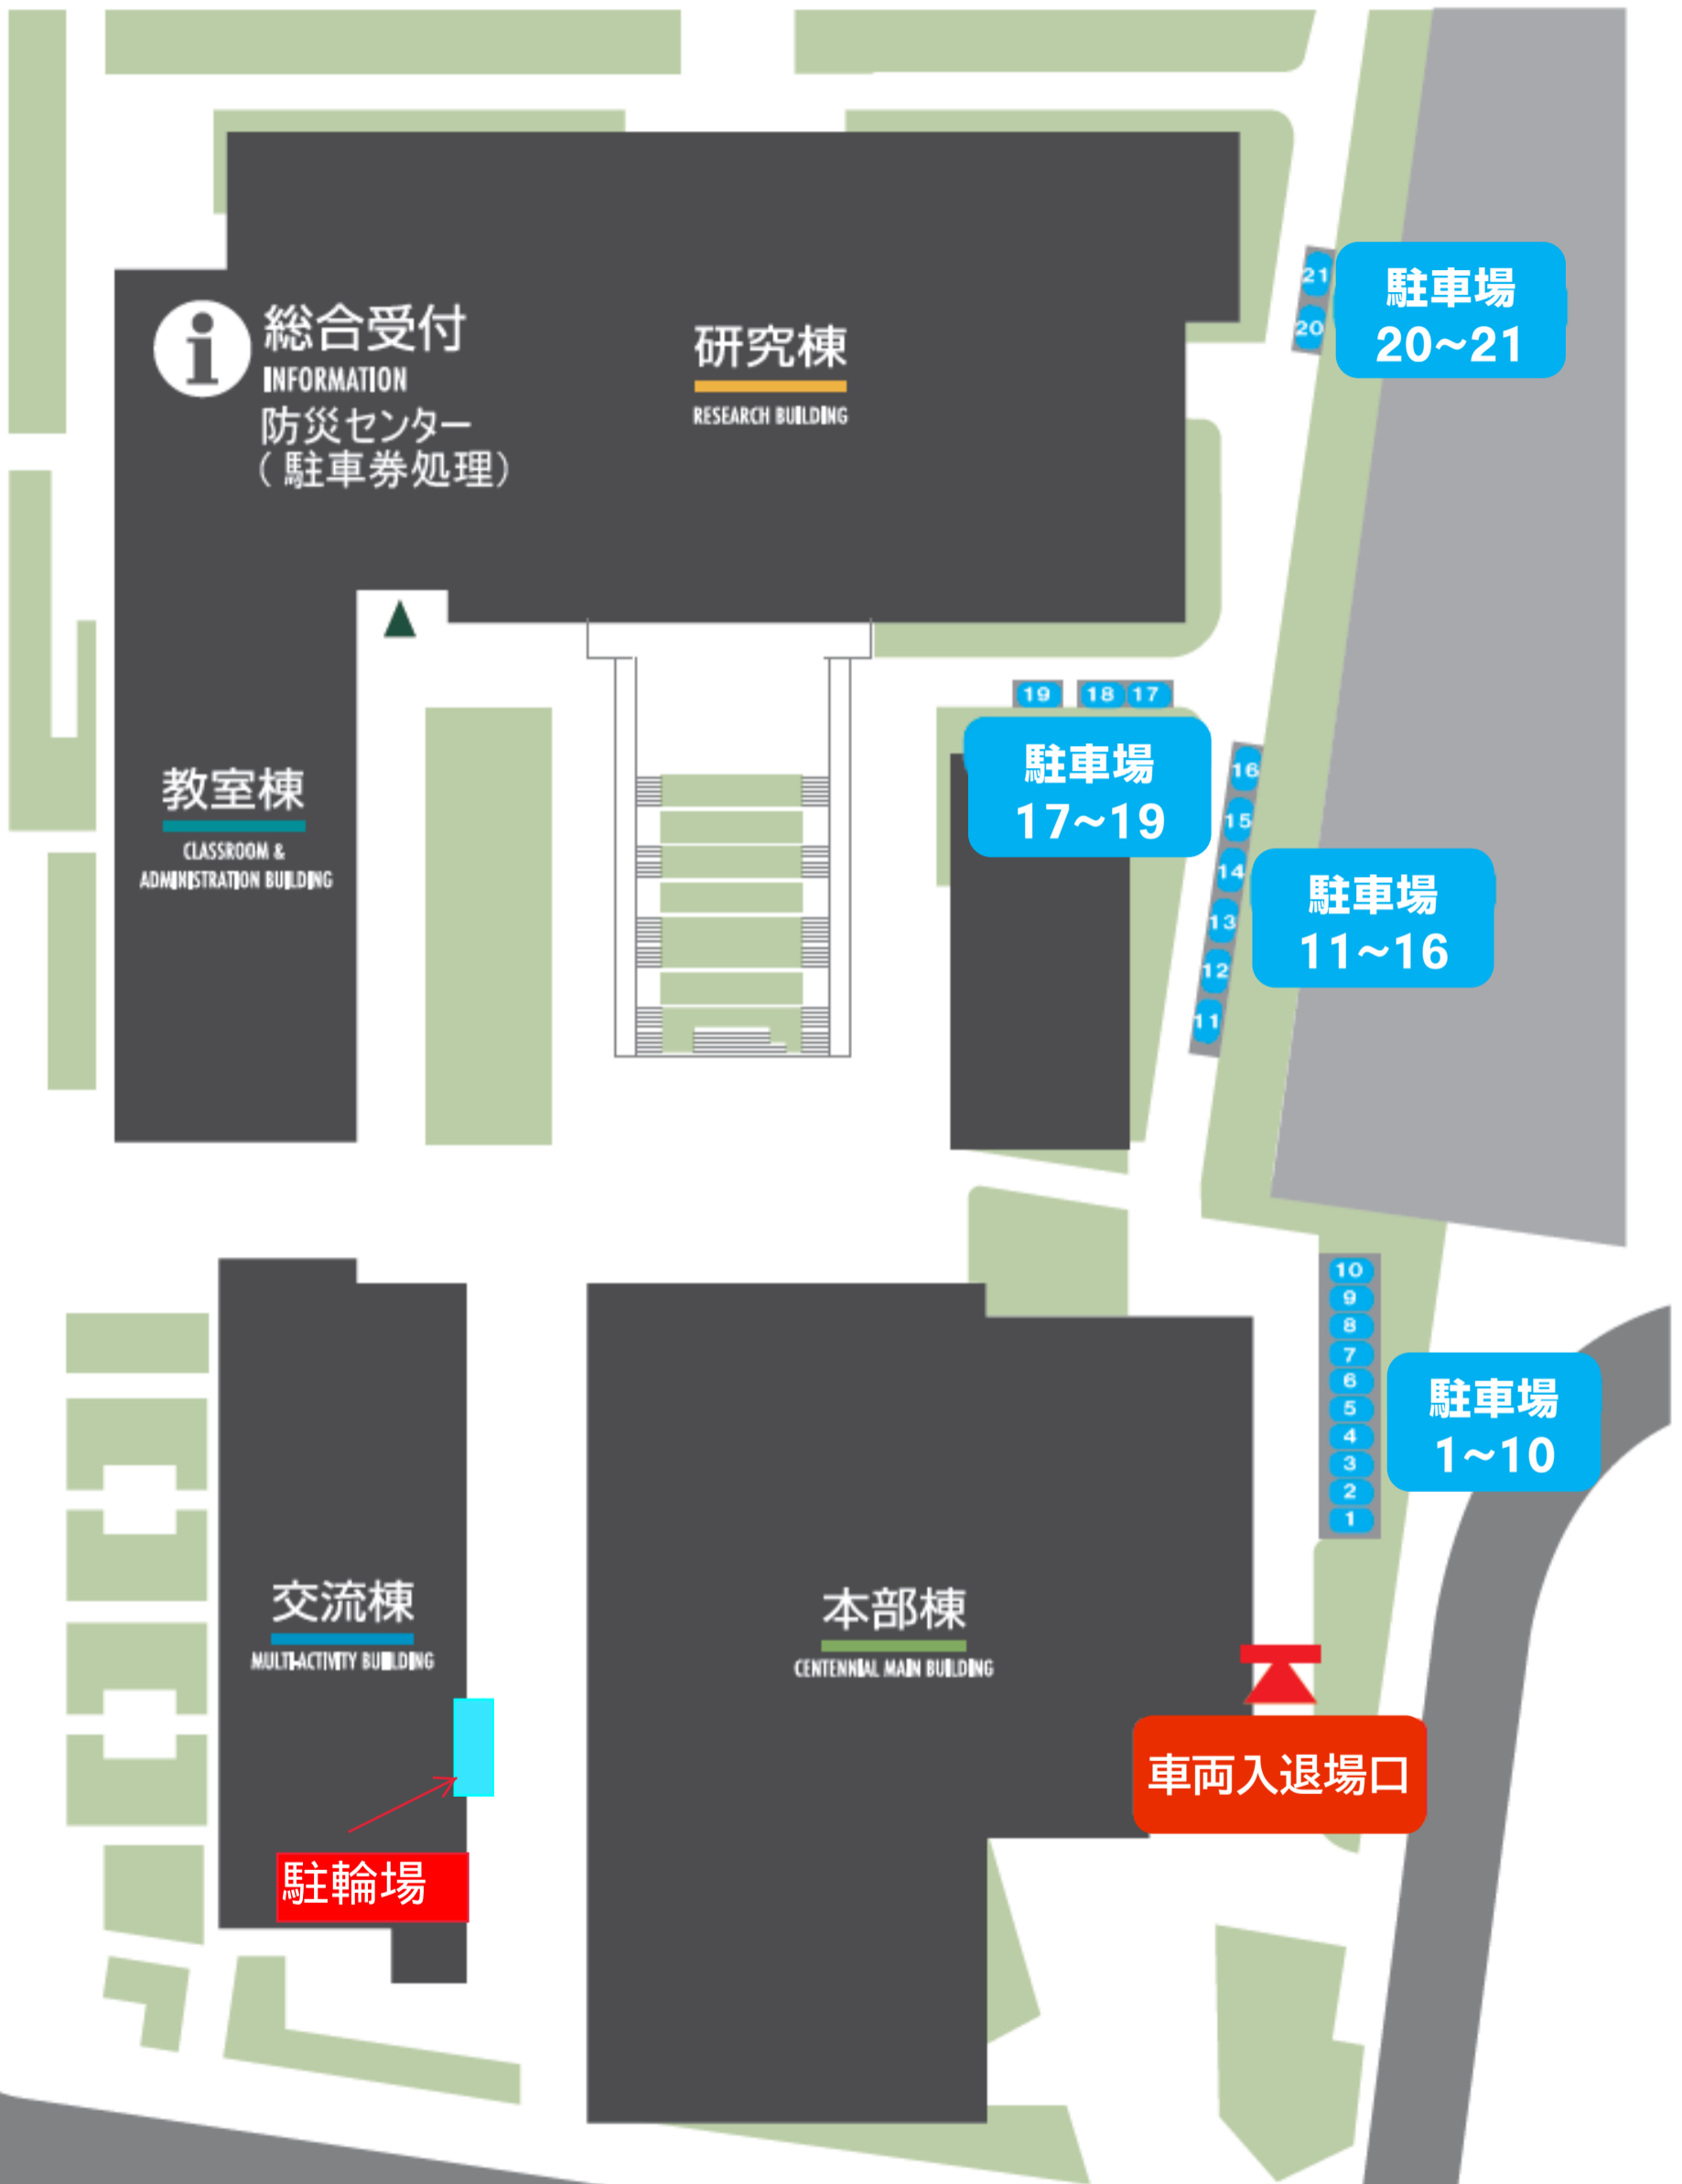 総合受付
INFORMATION
防災センター
（駐車券処理）
研究棟
RESEARCH BUILDING
21
20
駐車場
20~21
19
18
17
駐車場
17~19
教室棟
CLASSROOM &
ADMINISTRATION BUILDING
16
15
14
13
12
11
駐車場
11~16
10
9
8
7
6
5
4
3
2
1
駐車場
1~10
交流棟
MULTI-ACTIVITY BUILDING
本部棟
CENTENNIAL MAIN BUILDING
車両入退場口
駐輪場